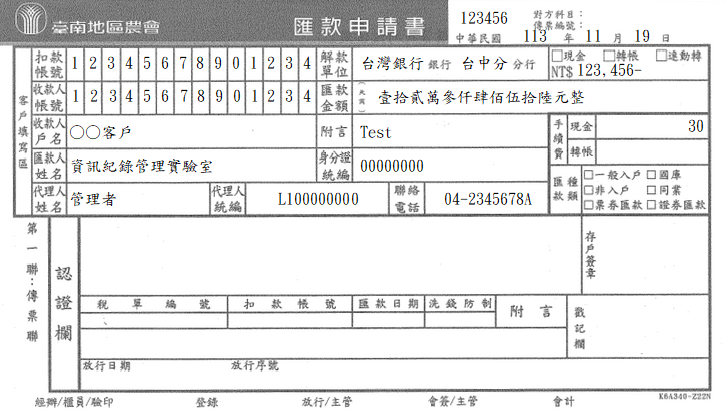 臺南地區農會 匯款申請書 123456 對方科目：
傳票編號：
中華民國 113 年 11 月 19 日
扣款帳號 1 2 3 4 5 6 7 8 9 0 1 2 3 4 解款單位 台灣銀行 銀行 台中分 分行 □現金 □轉帳 □連動轉
NT$ 123,456-
收款人帳號 1 2 3 4 5 6 7 8 9 0 1 2 3 4 匯款金額 (大寫) 壹拾貳萬參仟肆佰伍拾陸元整
客戶填寫區
收款人戶名 ○○客戶 附言 Test 手續費 現金 30
轉帳
匯款人姓名 資訊紀錄管理實驗室 身分證統編 00000000
匯款種類 □一般入戶 □國庫
□非入戶 □同業
□票券匯款 □證券匯款
代理人姓名 管理者 代理人統編 L100000000 聯絡電話 04-2345678A
第一聯：傳票聯
認證欄
存戶簽章
稅單編號 扣款帳號 匯款日期 洗錢防制 附言
戳記欄
放行日期 放行序號
K6A340-Z22N
經辦/櫃員/驗印 登錄 放行/主管 會簽/主管 會計